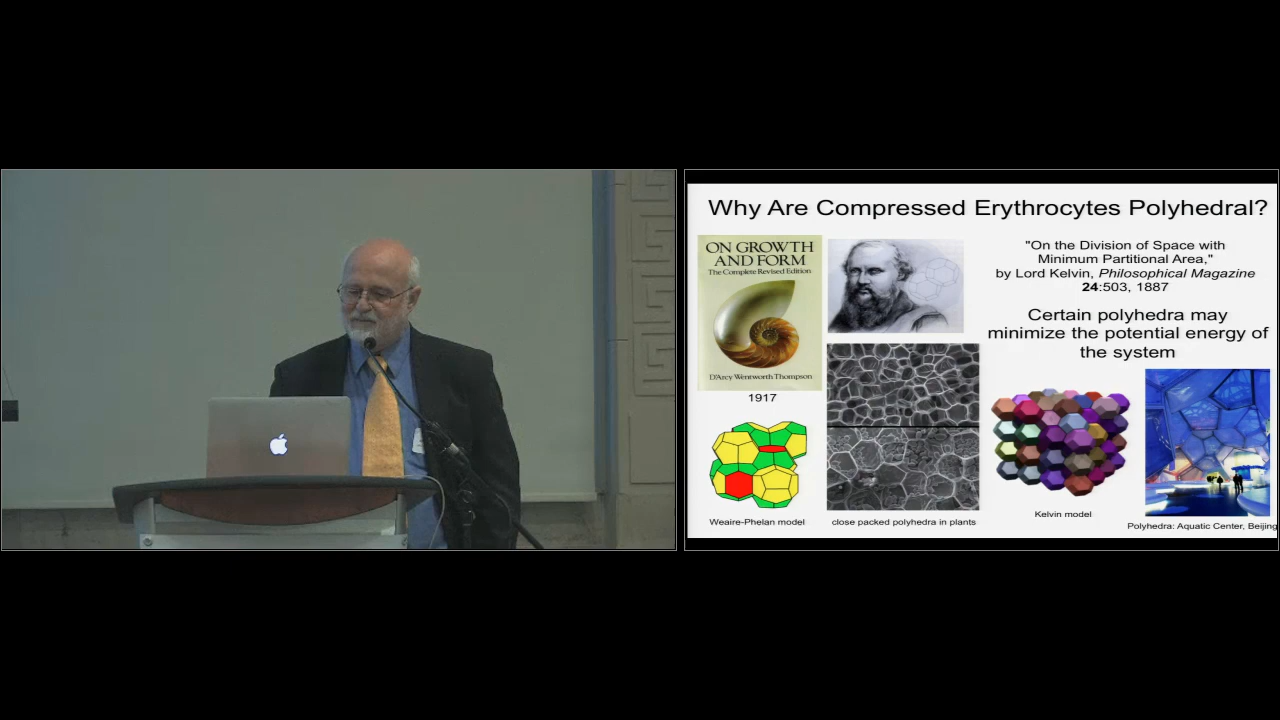 Why Are Compressed Erythrocytes Polyhedral?
ON GROWTH
AND FORM
The Complete Revised Edition
D'Arcy Wentworth Thompson
1917
"On the Division of Space with
Minimum Partitional Area,"
by Lord Kelvin, Philosophical Magazine
24:503, 1887
Certain polyhedra may
minimize the potential energy of
the system
Weaire-Phelan model
close packed polyhedra in plants
Kelvin model
Polyhedra: Aquatic Center, Beijing